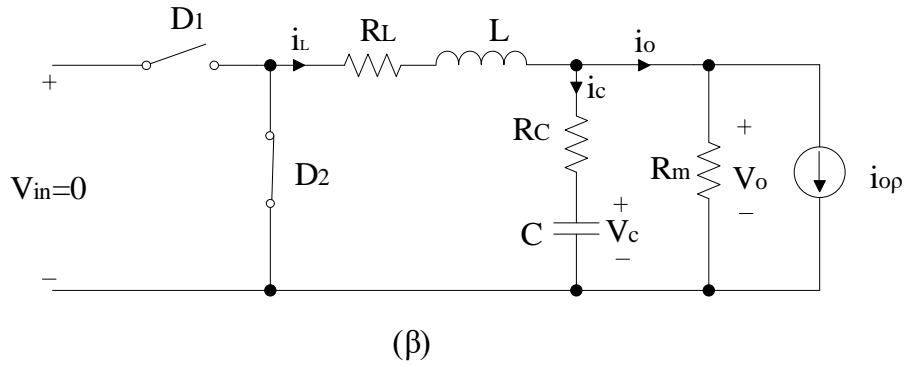 D1
iL
RL
L
io
+
ic
RC
+
D2
Rm
Vo
ioρ
Vin=0
+
−
C
Vc
−
−
(β)